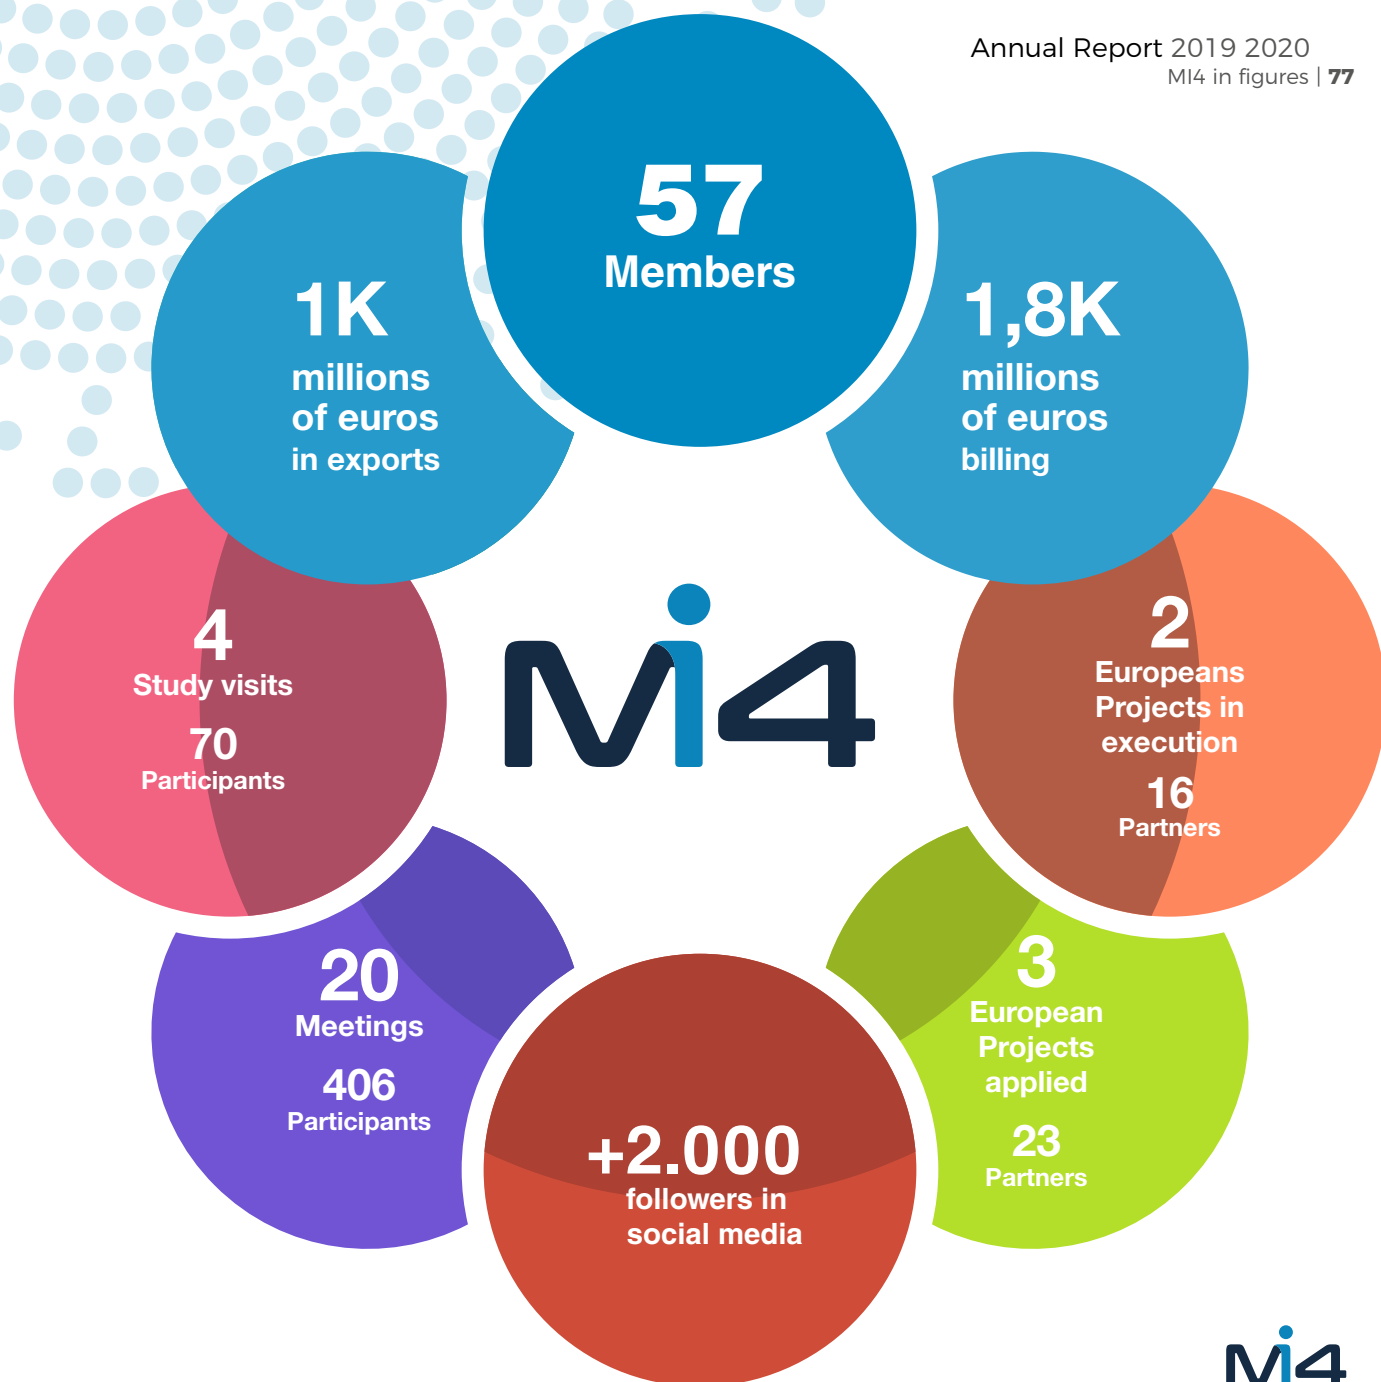 Annual Report 2019 2020
MI4 in figures | 77
57
Members
1K
millions
of euros
in exports
1,8K
millions
of euros
billing
4
Study visits
70
Participants
Mi4
2
Europeans
Projects in
execution
16
Partners
20
Meetings
406
Participants
3
European
Projects
applied
23
Partners
+2.000
followers in
social media
Mi4